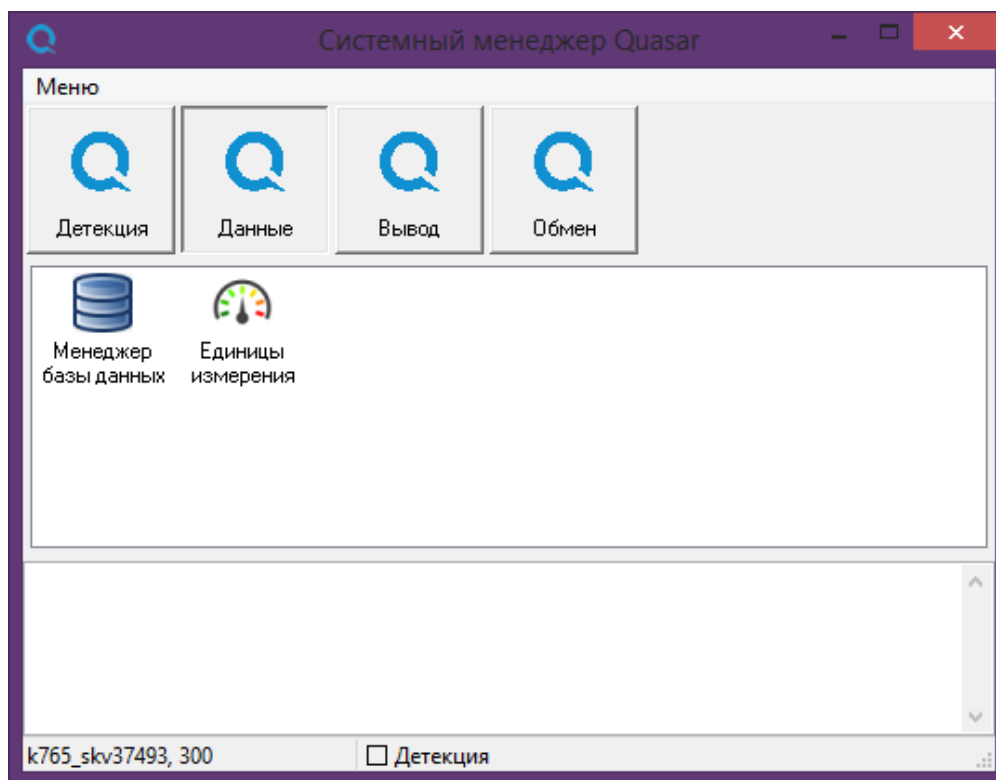 Системный менеджер Quasar
Меню
Детекция
Данные
Вывод
Обмен
Менеджер
базы данных
Единицы
измерения
k765_skv37493, 300
Детекция